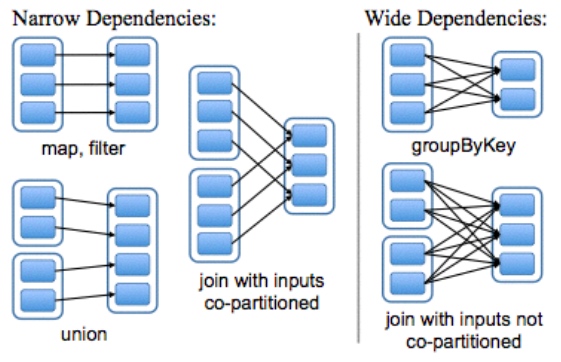 Narrow Dependencies:
map, filter
union
join with inputs
co-partitioned
Wide Dependencies:
groupByKey
join with inputs not
co-partitioned